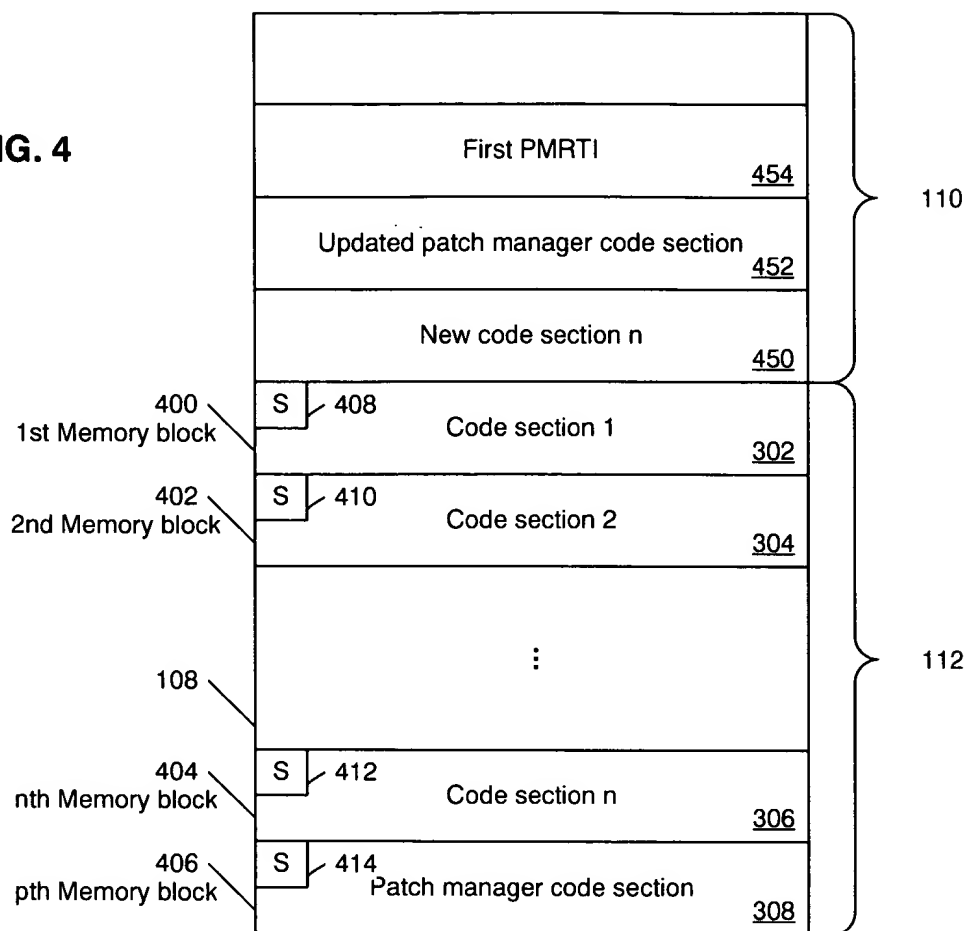 IG. 4
First PMRTI
454
110
Updated patch manager code section
452
New code section n
450
400
1st Memory block
S
408
Code section 1
302
402
2nd Memory block
S
410
Code section 2
304
⋮
108
112
404
nth Memory block
S
412
Code section n
306
406
pth Memory block
S
414
Patch manager code section
308